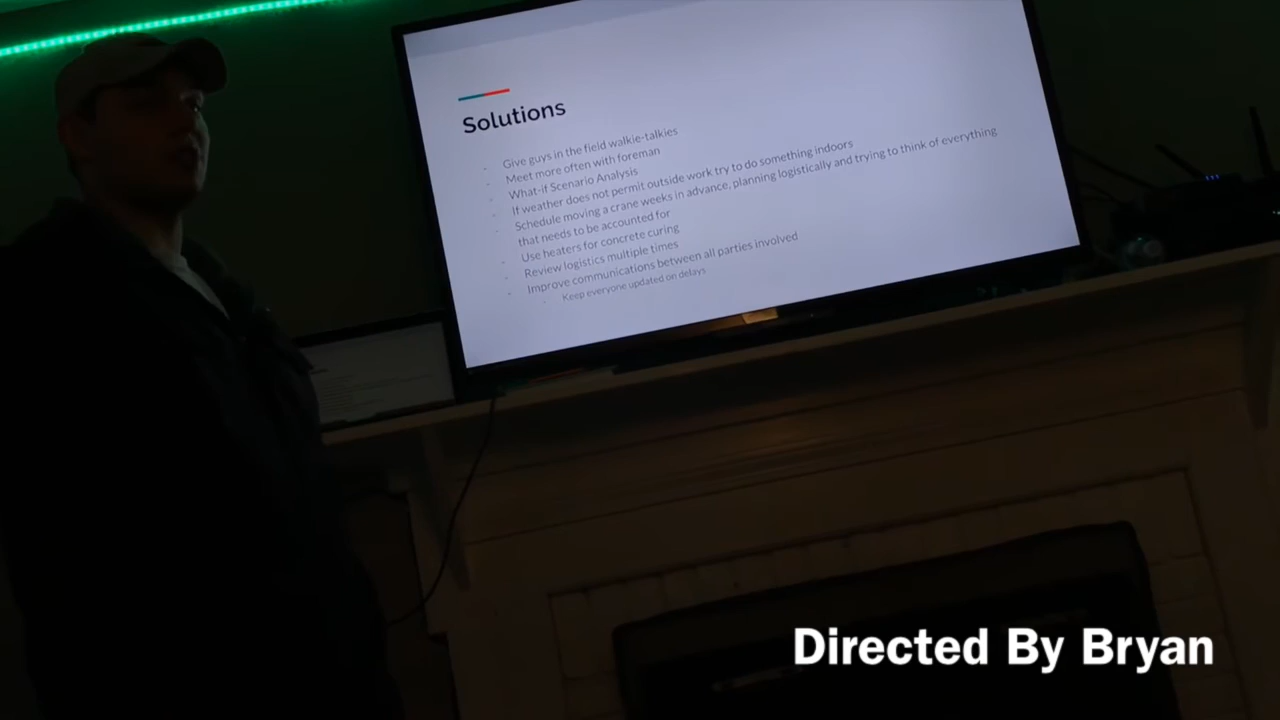 Solutions
- Give guys in the field walkie-talkies
- Meet more often with foreman
- What-if Scenario Analysis
- If weather does not permit outside work try to do something indoors
- Schedule moving a crane weeks in advance, planning logistically and trying to think of everything
that needs to be accounted for
- Use heaters for concrete curing
- Review logistics multiple times
- Improve communications between all parties involved
- Keep everyone updated on delays
Directed By Bryan